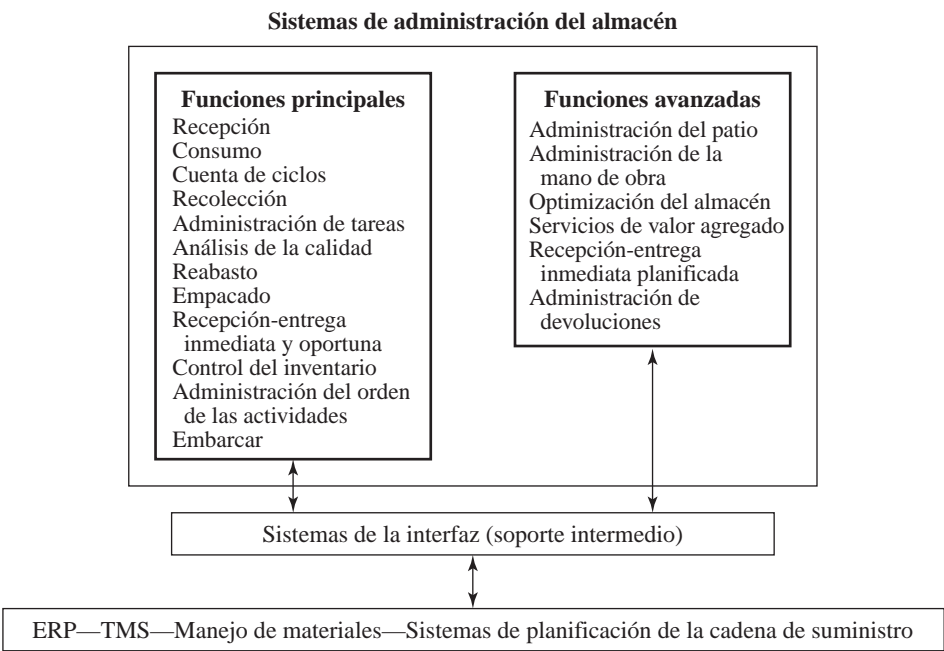 Sistemas de administración del almacén
Funciones principales
Recepción
Consumo
Cuenta de ciclos
Recolección
Administración de tareas
Análisis de la calidad
Reabasto
Empacado
Recepción-entrega
inmediata y oportuna
Control del inventario
Administración del orden
de las actividades
Embarcar
Funciones avanzadas
Administración del patio
Administración de la
mano de obra
Optimización del almacén
Servicios de valor agregado
Recepción-entrega
inmediata planificada
Administración de
devoluciones
Sistemas de la interfaz (soporte intermedio)
ERP—TMS—Manejo de materiales—Sistemas de planificación de la cadena de suministro